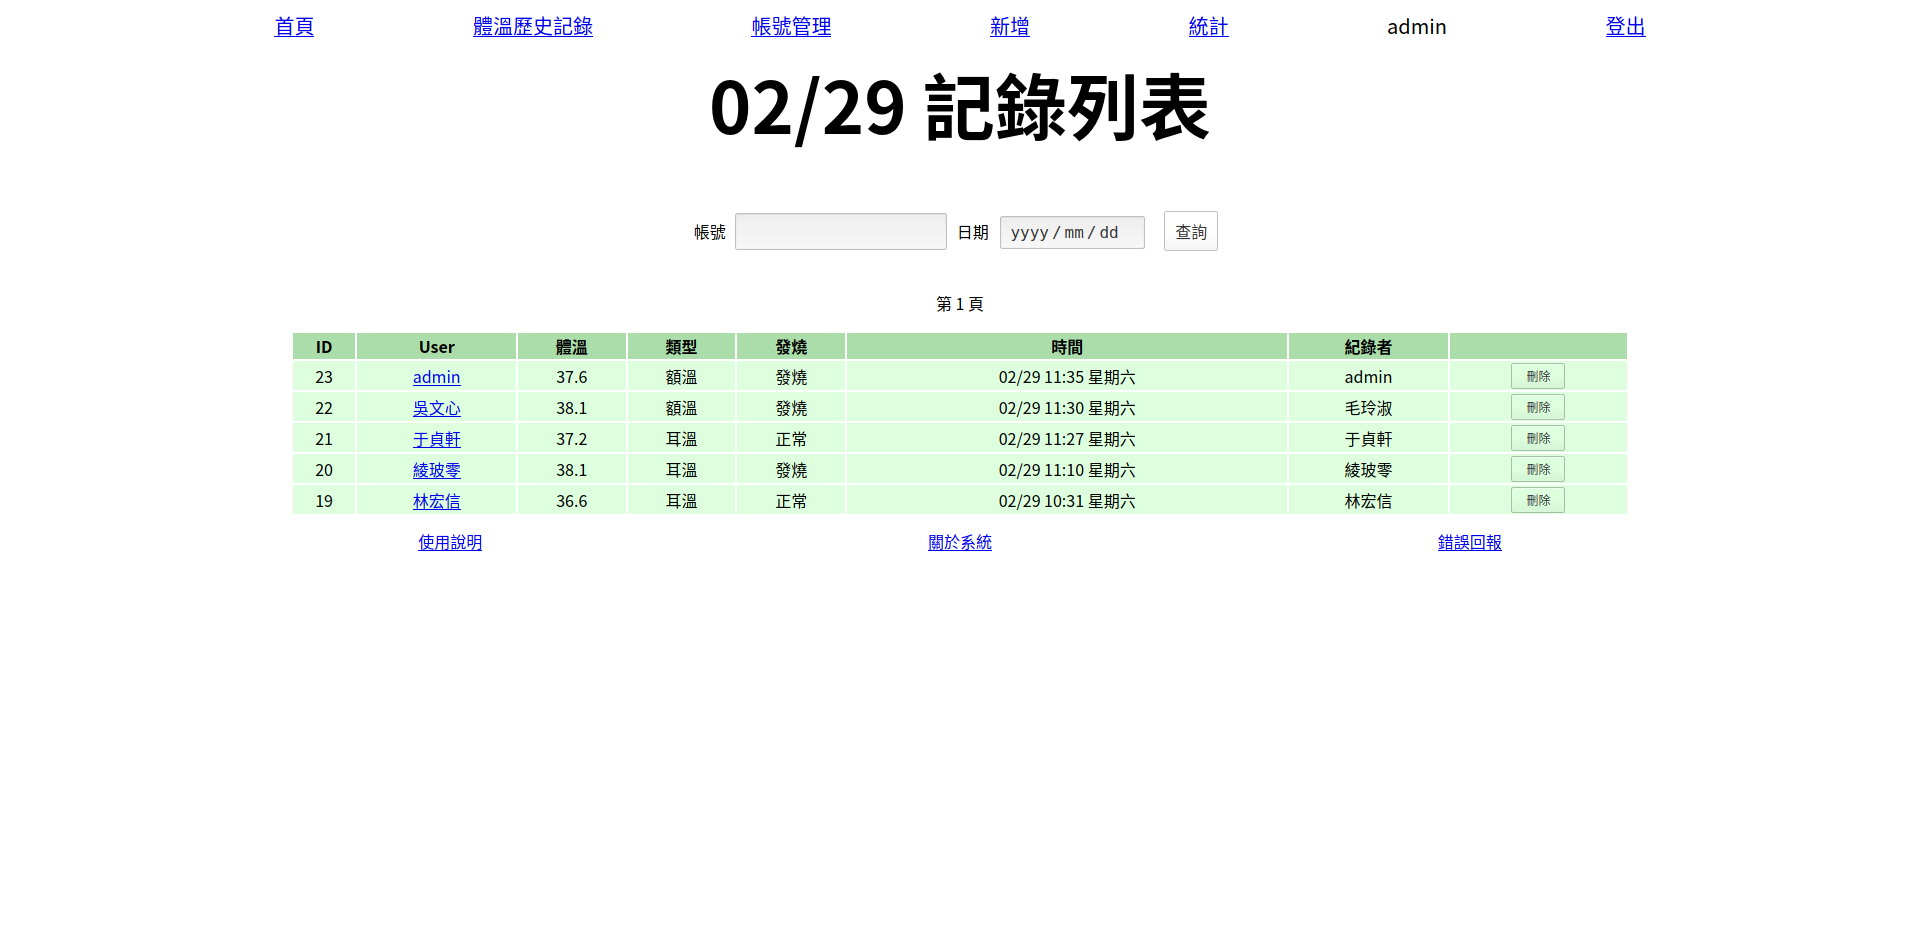 首頁 體溫歷史記錄 帳號管理 新增 統計 admin 登出
02/29 記錄列表
帳號 日期 yyyy / mm / dd 查詢
第 1 頁
ID User 體溫 類型 發燒 時間 紀錄者
23 admin 37.6 額溫 發燒 02/29 11:35 星期六 admin 刪除
22 吳文心 38.1 額溫 發燒 02/29 11:30 星期六 毛玲淑 刪除
21 于貞軒 37.2 耳溫 正常 02/29 11:27 星期六 于貞軒 刪除
20 綾玻零 38.1 耳溫 發燒 02/29 11:10 星期六 綾玻零 刪除
19 林宏信 36.6 耳溫 正常 02/29 10:31 星期六 林宏信 刪除
使用說明 關於系統 錯誤回報